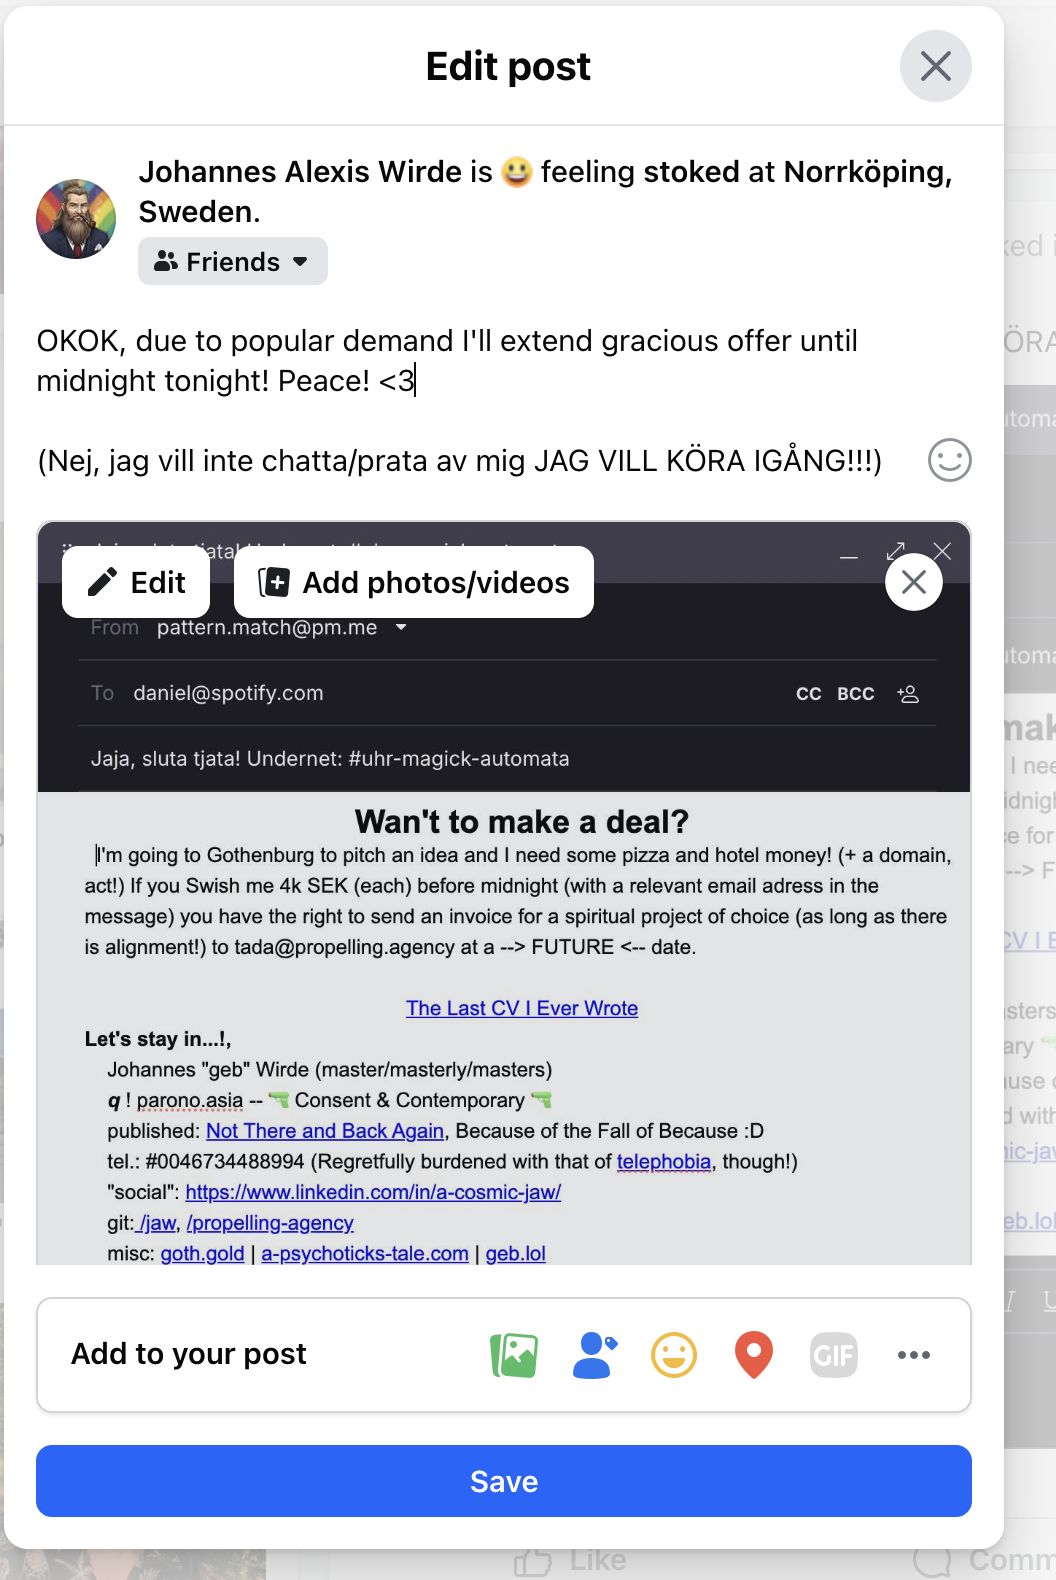 Edit post
Johannes Alexis Wirde is 😀 feeling stoked at Norrköping,
Sweden.
Friends
OKOK, due to popular demand I'll extend gracious offer until
midnight tonight! Peace! <3
(Nej, jag vill inte chatta/prata av mig JAG VILL KÖRA IGÅNG!!!)
Edit
Add photos/videos
From pattern.match@pm.me
To daniel@spotify.com
CC BCC
Jaja, sluta tjata! Undernet: #uhr-magick-automata
Wan't to make a deal?
I'm going to Gothenburg to pitch an idea and I need some pizza and hotel money! (+ a domain,
act!) If you Swish me 4k SEK (each) before midnight (with a relevant email adress in the
message) you have the right to send an invoice for a spiritual project of choice (as long as there
is alignment!) to tada@propelling.agency at a --> FUTURE <-- date.
The Last CV I Ever Wrote
Let's stay in...!,
Johannes "geb" Wirde (master/masterly/masters)
q ! parono.asia -- 🔫 Consent & Contemporary 🔫
published: Not There and Back Again, Because of the Fall of Because :D
tel.: #0046734488994 (Regretfully burdened with that of telephobia, though!)
"social": https://www.linkedin.com/in/a-cosmic-jaw/
git: /jaw, /propelling-agency
misc: goth.gold | a-psychoticks-tale.com | geb.lol
Add to your post
GIF
Save
Like